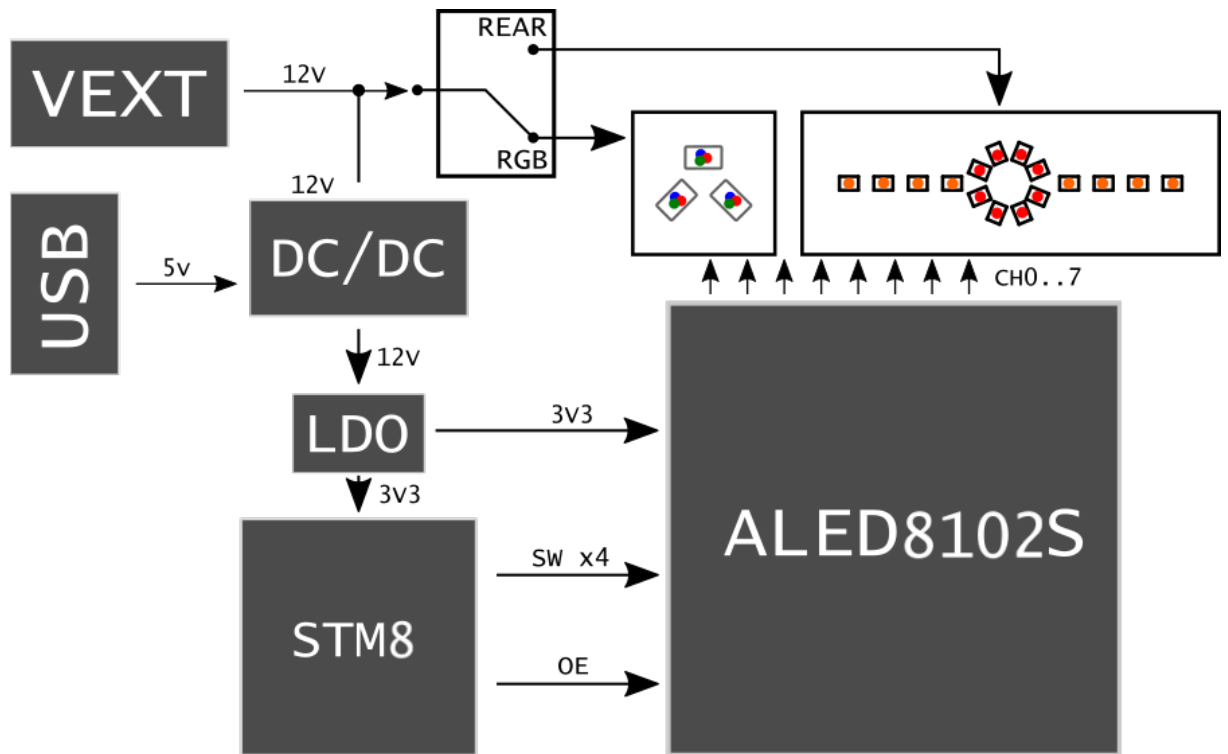 REAR
VEXT
12v
RGB
12v
USB
5v
DC/DC
CH0..7
12v
LDO
3v3
3v3
ALED8102S
SW x4
STM8
OE